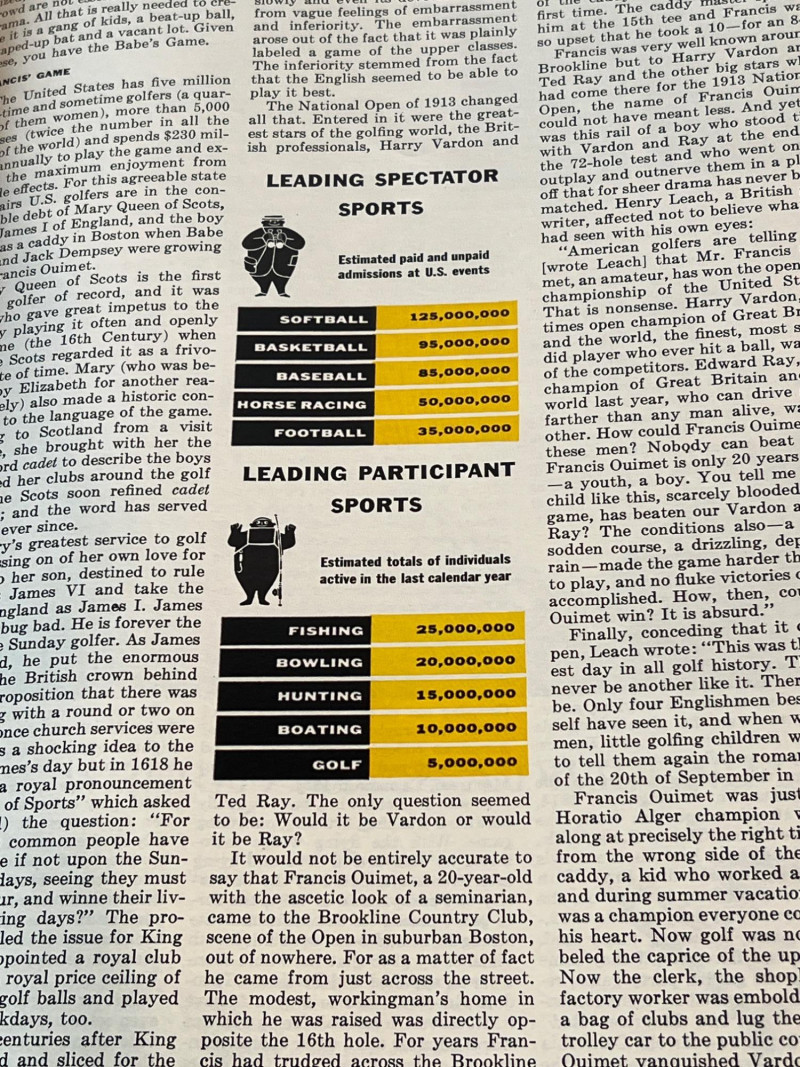 owd are not
ama. All that is really needed to cre-
e it is a gang of kids, a beat-up ball,
aped-up bat and a vacant lot. Given
se, you have the Babe's Game.
NCIS' GAME
The United States has five million
time and sometime golfers (a quar-
of them women), more than 5,000
ses (twice the number in all the
of the world) and spends $230 mil-
annually to play the game and ex-
the maximum enjoyment from
le effects. For this agreeable state
airs U.S. golfers are in the con-
ble debt of Mary Queen of Scots,
James I of England, and the boy
as a caddy in Boston when Babe
nd Jack Dempsey were growing
ancis Ouimet.
y Queen of Scots is the first
golfer of record, and it was
who gave great impetus to the
y playing it often and openly
me (the 16th Century) when
e Scots regarded it as a frivo-
te of time. Mary (who was be-
by Elizabeth for another rea-
ely) also made a historic con-
to the language of the game.
g to Scotland from a visit
e, she brought with her the
ord cadet to describe the boys
ed her clubs around the golf
he Scots soon refined cadet
; and the word has served
ever since.
ry's greatest service to golf
ssing on of her own love for
o her son, destined to rule
James VI and take the
ngland as James I. James
bug bad. He is forever the
e Sunday golfer. As James
d, he put the enormous
the British crown behind
roposition that there was
g with a round or two on
once church services were
s a shocking idea to the
mes's day but in 1618 he
a royal pronouncement
of Sports" which asked
) the question: "For
common people have
e if not upon the Sun-
days, seeing they must
ur, and winne their liv-
ing days?" The pro-
led the issue for King
ppointed a royal club
royal price ceiling of
golf balls and played
kdays, too.
centuries after King
d and sliced for the
from vague feelings of embarrassment
and inferiority. The embarrassment
arose out of the fact that it was plainly
labeled a game of the upper classes.
The inferiority stemmed from the fact
that the English seemed to be able to
play it best.
The National Open of 1913 changed
all that. Entered in it were the great-
est stars of the golfing world, the Brit-
ish professionals, Harry Vardon and
LEADING SPECTATOR
SPORTS
Estimated paid and unpaid
admissions at U.S. events
SOFTBALL 125,000,000
BASKETBALL 95,000,000
BASEBALL 85,000,000
HORSE RACING 50,000,000
FOOTBALL 35,000,000
LEADING PARTICIPANT
SPORTS
Estimated totals of individuals
active in the last calendar year
FISHING 25,000,000
BOWLING 20,000,000
HUNTING 15,000,000
BOATING 10,000,000
GOLF 5,000,000
Ted Ray. The only question seemed
to be: Would it be Vardon or would
it be Ray?
It would not be entirely accurate to
say that Francis Ouimet, a 20-year-old
with the ascetic look of a seminarian,
came to the Brookline Country Club,
scene of the Open in suburban Boston,
out of nowhere. For as a matter of fact
he came from just across the street.
The modest, workingman's home in
which he was raised was directly op-
posite the 16th hole. For years Fran-
cis had trudged across the Brookline
first time. The caddy master
him at the 15th tee and Francis wa
so upset that he took a 10—for an 8
Francis was very well known aroun
Brookline but to Harry Vardon an
Ted Ray and the other big stars wh
had come there for the 1913 Nation
Open, the name of Francis Ouim
could not have meant less. And yet
was this rail of a boy who stood t
with Vardon and Ray at the end
the 72-hole test and who went on
outplay and outnerve them in a pl
off that for sheer drama has never b
matched. Henry Leach, a British
writer, affected not to believe wha
had seen with his own eyes:
"American golfers are telling
[wrote Leach] that Mr. Francis
met, an amateur, has won the open
championship of the United St
That is nonsense. Harry Vardon,
times open champion of Great Br
and the world, the finest, most s
did player who ever hit a ball, wa
of the competitors. Edward Ray,
champion of Great Britain and
world last year, who can drive
farther than any man alive, wa
other. How could Francis Ouime
these men? Nobody can beat
Francis Ouimet is only 20 years
—a youth, a boy. You tell me
child like this, scarcely blooded
game, has beaten our Vardon a
Ray? The conditions also—a
sodden course, a drizzling, dep
rain—made the game harder th
to play, and no fluke victories c
accomplished. How, then, cou
Ouimet win? It is absurd."
Finally, conceding that it
pen, Leach wrote: "This was th
est day in all golf history. T
never be another like it. Ther
be. Only four Englishmen bes
self have seen it, and when w
men, little golfing children w
to tell them again the roman
of the 20th of September in
Francis Ouimet was just
Horatio Alger champion
along at precisely the right ti
from the wrong side of the
caddy, a kid who worked a
and during summer vacatio
was a champion everyone co
his heart. Now golf was no
beled the caprice of the up
Now the clerk, the shop
factory worker was embold
a bag of clubs and lug the
trolley car to the public co
Ouimet vanquished Vardo